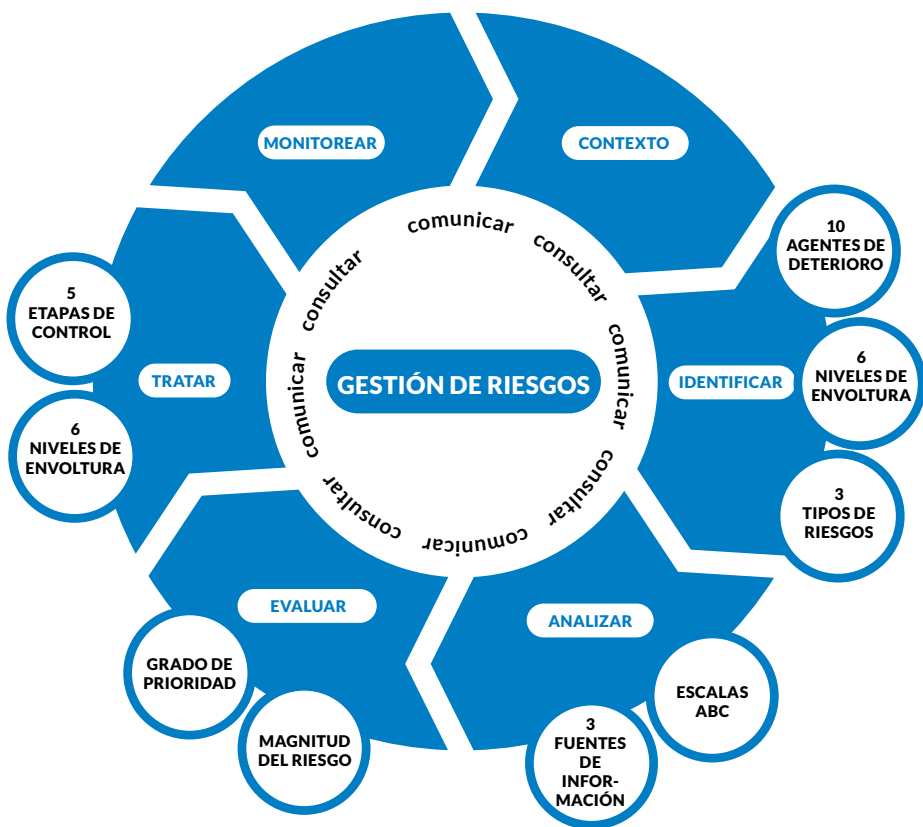 MONITOREAR
CONTEXTO
10
AGENTES DE
DETERIORO
6
NIVELES DE
ENVOLTURA
3
TIPOS DE
RIESGOS
IDENTIFICAR
ESCALAS
ABC
3
FUENTES
DE
INFOR-
MACIÓN
ANALIZAR
EVALUAR
MAGNITUD
DEL RIESGO
GRADO DE
PRIORIDAD
TRATAR
6
NIVELES DE
ENVOLTURA
5
ETAPAS DE
CONTROL
comunicar
consultar
comunicar
consultar
comunicar
consultar
comunicar
consultar
GESTIÓN DE RIESGOS